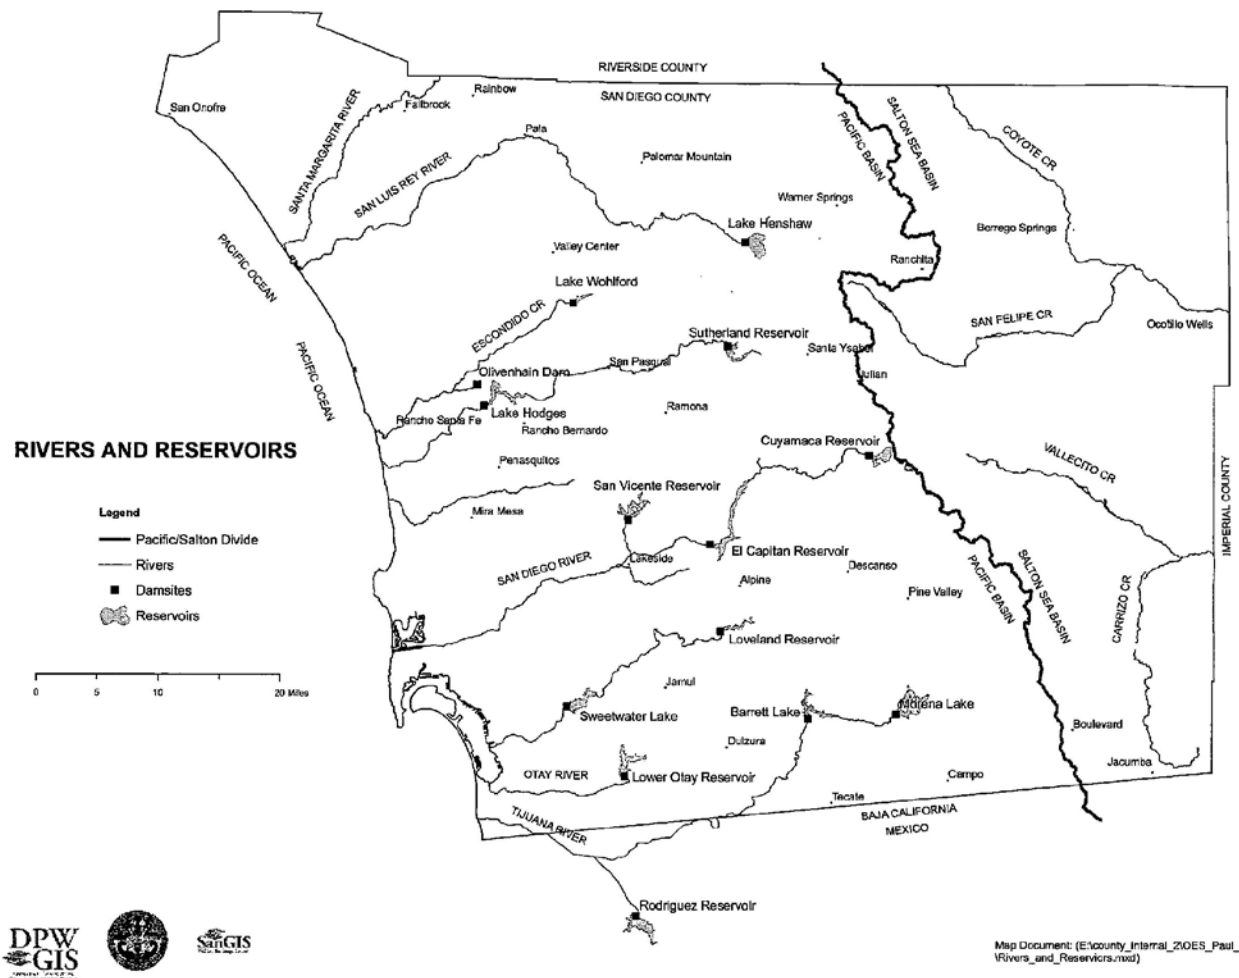 RIVERSIDE COUNTY
SAN DIEGO COUNTY
San Onofre
Rainbow
Fallbrook
SANTA MARGARITA RIVER
SAN LUIS REY RIVER
Pala
Palomar Mountain
PACIFIC BASIN
SALTON SEA BASIN
COYOTE CR
Warner Springs
Lake Henshaw
Borrego Springs
Valley Center
Ranchita
PACIFIC OCEAN
Lake Wohlford
ESCONDIDO CR
SAN FELIPE CR
Ocotillo Wells
Sutherland Reservoir
Santa Ysabel
San Pasqual
PACIFIC OCEAN
Olivenhain Dam
Julian
Lake Hodges
Rancho Santa Fe
Ramona
Rancho Bernardo
RIVERS AND RESERVOIRS
Cuyamaca Reservoir
VALLECITO CR
Penasquitos
San Vicente Reservoir
IMPERIAL COUNTY
Legend
Mira Mesa
Pacific/Salton Divide
El Capitan Reservoir
Rivers
SAN DIEGO RIVER
Lakeside
Descanso
PACIFIC BASIN
SALTON SEA BASIN
Damsites
Alpine
Pine Valley
CARRIZO CR
Reservoirs
Loveland Reservoir
0 5 10 20 Miles
Jamul
Sweetwater Lake
Barrett Lake
Morena Lake
Boulevard
Dulzura
Jacumba
OTAY RIVER
Lower Otay Reservoir
Campo
Tecate
TIJUANA RIVER
BAJA CALIFORNIA
MEXICO
Rodriguez Reservoir
DPW
GIS
SanGIS
Map Document: (E:\county_internal_2\OES_Paul_
\Rivers_and_Reserviors.mxd)